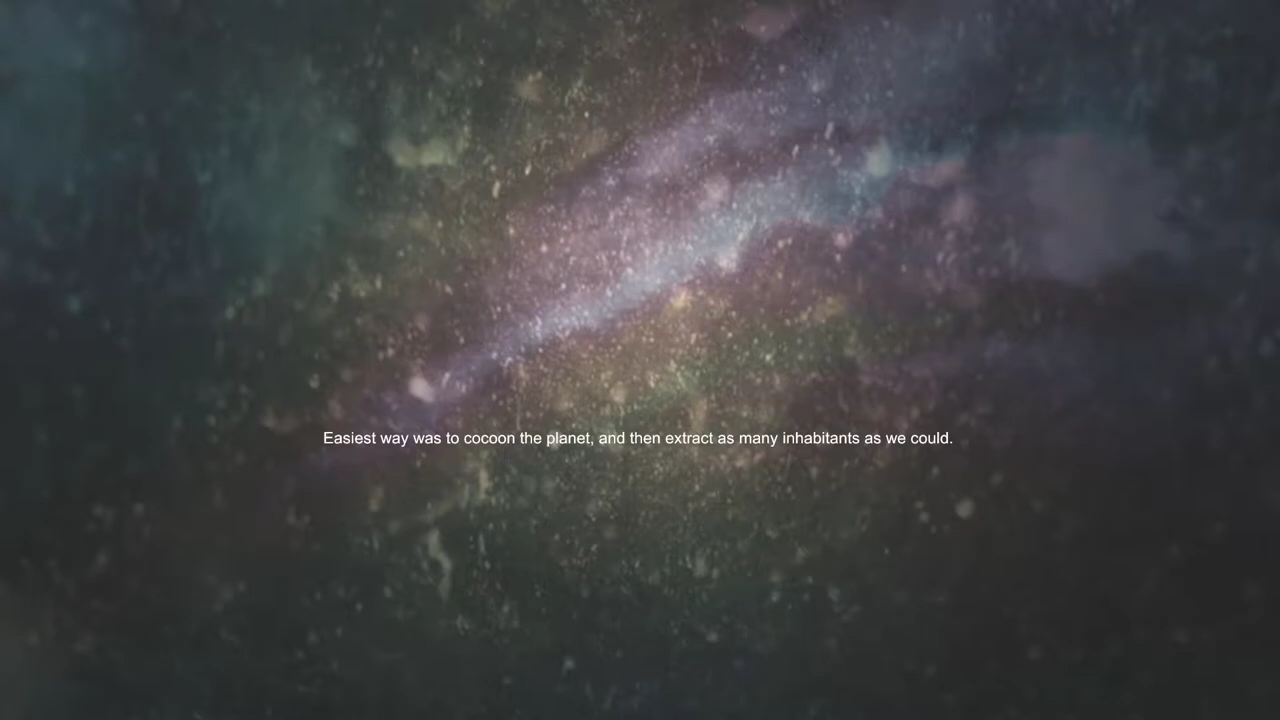 Easiest way was to cocoon the planet, and then extract as many inhabitants as we could.